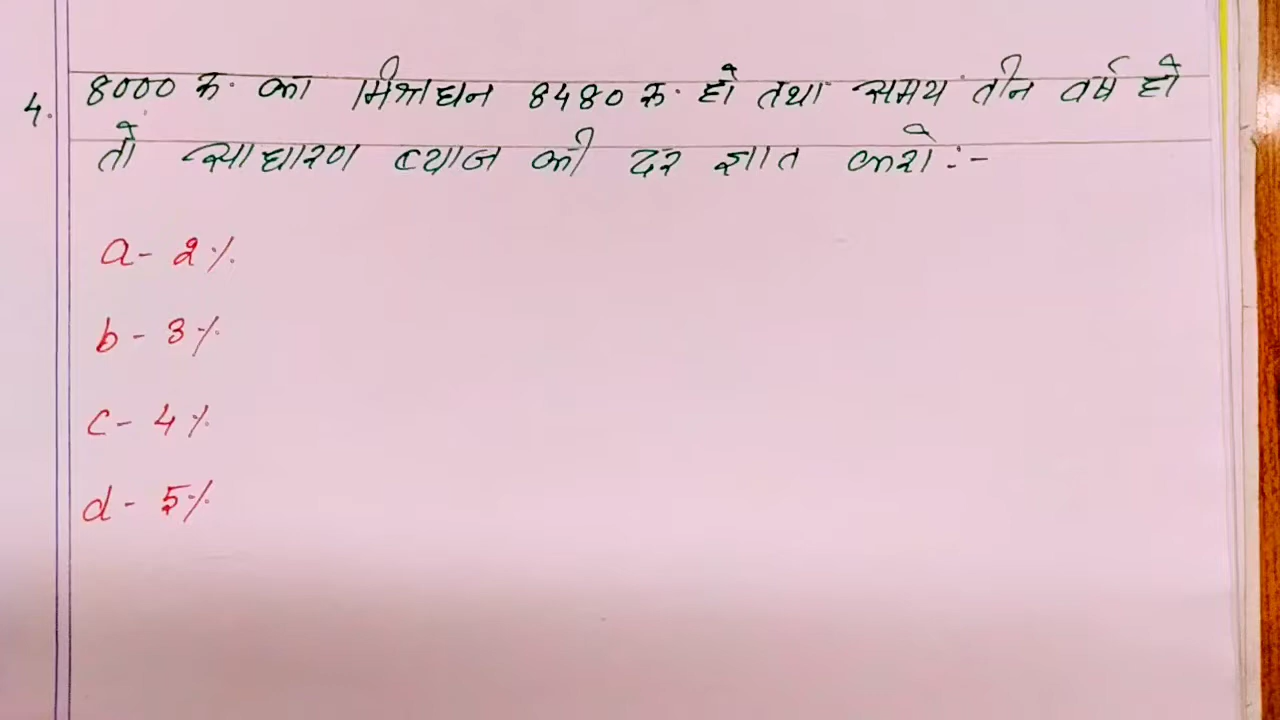 4. 8000 रु. का मिश्रधन 8480 रु. हो तथा समय तीन वर्ष हो
तो साधारण ब्याज की दर ज्ञात करो :-
a - 2%
b - 3%
c - 4%
d - 5%